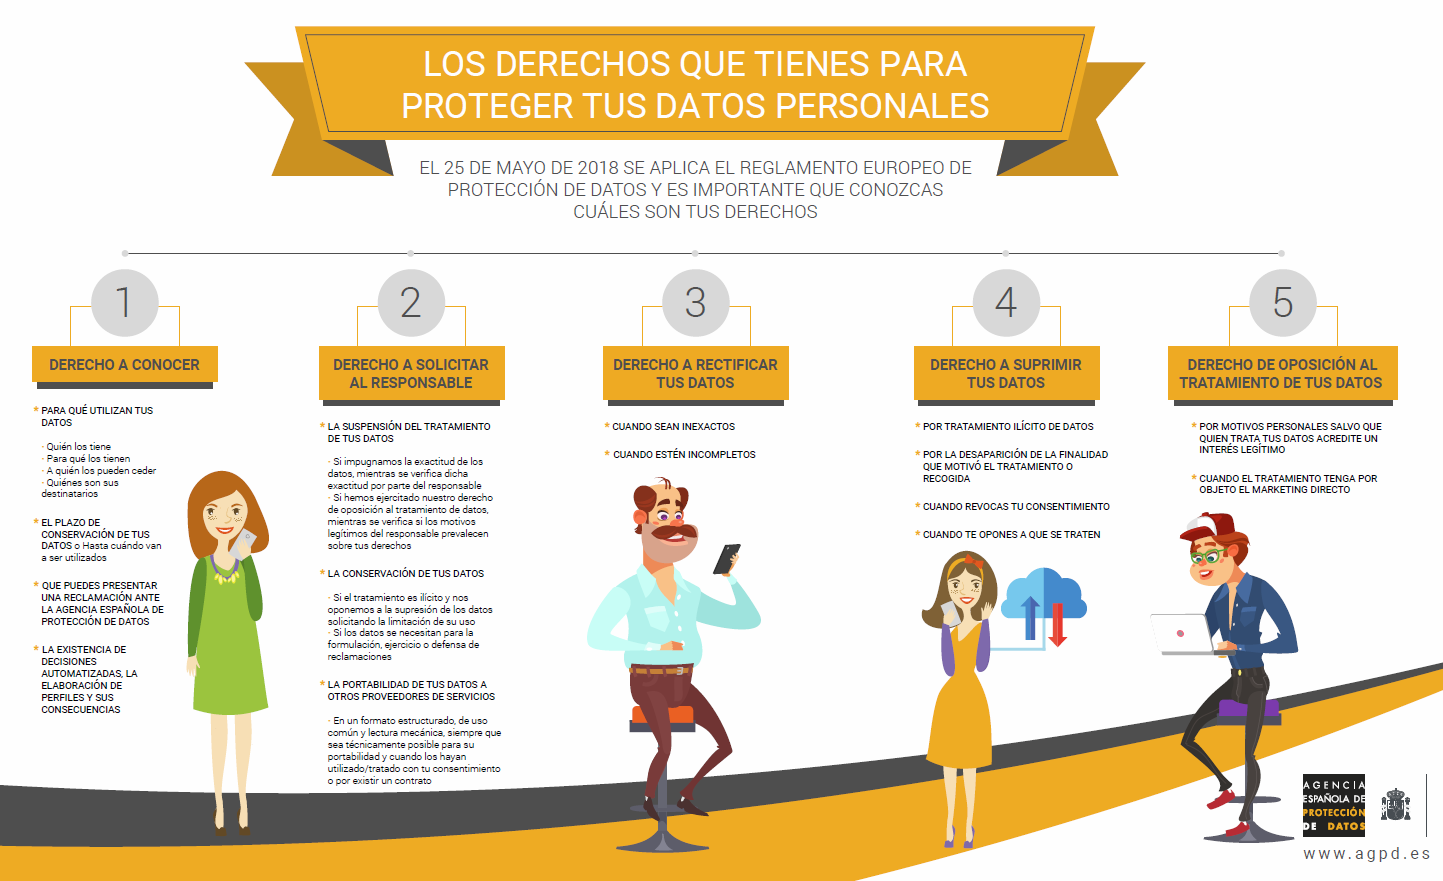 LOS DERECHOS QUE TIENES PARA
PROTEGER TUS DATOS PERSONALES
EL 25 DE MAYO DE 2018 SE APLICA EL REGLAMENTO EUROPEO DE
PROTECCIÓN DE DATOS Y ES IMPORTANTE QUE CONOZCAS
CUÁLES SON TUS DERECHOS
1
DERECHO A CONOCER
* PARA QUÉ UTILIZAN TUS
DATOS
· Quién los tiene
· Para qué los tienen
· A quién los pueden ceder
· Quiénes son sus
destinatarios
* EL PLAZO DE
CONSERVACIÓN DE TUS
DATOS o Hasta cuándo van
a ser utilizados
* QUE PUEDES PRESENTAR
UNA RECLAMACIÓN ANTE
LA AGENCIA ESPAÑOLA DE
PROTECCIÓN DE DATOS
* LA EXISTENCIA DE
DECISIONES
AUTOMATIZADAS, LA
ELABORACIÓN DE
PERFILES Y SUS
CONSECUENCIAS
2
DERECHO A SOLICITAR
AL RESPONSABLE
* LA SUSPENSIÓN DEL TRATAMIENTO
DE TUS DATOS
· Si impugnamos la exactitud de los
datos, mientras se verifica dicha
exactitud por parte del responsable
· Si hemos ejercitado nuestro derecho
de oposición al tratamiento de datos,
mientras se verifica si los motivos
legítimos del responsable prevalecen
sobre tus derechos
* LA CONSERVACIÓN DE TUS DATOS
· Si el tratamiento es ilícito y nos
oponemos a la supresión de los datos
solicitando la limitación de su uso
· Si los datos se necesitan para la
formulación, ejercicio o defensa de
reclamaciones
* LA PORTABILIDAD DE TUS DATOS A
OTROS PROVEEDORES DE SERVICIOS
· En un formato estructurado, de uso
común y lectura mecánica, siempre que
sea técnicamente posible para su
portabilidad y cuando los hayan
utilizado/tratado con tu consentimiento
o por existir un contrato
3
DERECHO A RECTIFICAR
TUS DATOS
* CUANDO SEAN INEXACTOS
* CUANDO ESTÉN INCOMPLETOS
4
DERECHO A SUPRIMIR
TUS DATOS
* POR TRATAMIENTO ILÍCITO DE DATOS
* POR LA DESAPARICIÓN DE LA FINALIDAD
QUE MOTIVÓ EL TRATAMIENTO O
RECOGIDA
* CUANDO REVOCAS TU CONSENTIMIENTO
* CUANDO TE OPONES A QUE SE TRATEN
5
DERECHO DE OPOSICIÓN AL
TRATAMIENTO DE TUS DATOS
* POR MOTIVOS PERSONALES SALVO QUE
QUIEN TRATA TUS DATOS ACREDITE UN
INTERÉS LEGÍTIMO
* CUANDO EL TRATAMIENTO TENGA POR
OBJETO EL MARKETING DIRECTO
AGENCIA
ESPAÑOLA DE
PROTECCIÓN
DE DATOS
www.agpd.es